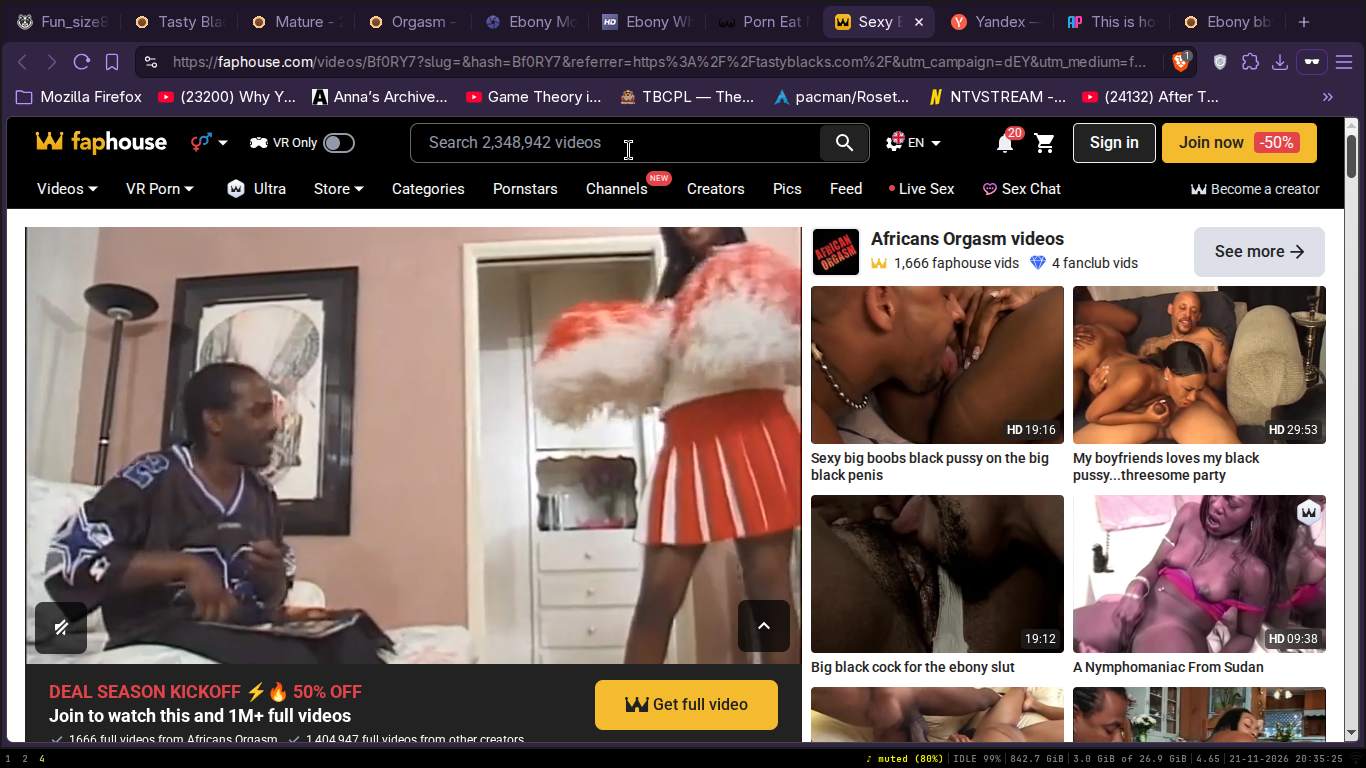 Fun_size8
Tasty Bla
Mature - 2
Orgasm -
Ebony Mo
Ebony Wh
Porn Eat
Sexy E
Yandex —
This is ho
Ebony bb
https://faphouse.com/videos/Bf0RY7?slug=&hash=Bf0RY7&referrer=https%3A%2F%2Ftastyblacks.com%2F&utm_campaign=dEY&utm_medium=f...
Mozilla Firefox
(23200) Why Y...
Anna's Archive...
Game Theory i...
TBCPL — The...
pacman/Roset...
NTVSTREAM -...
(24132) After T...
faphouse
VR Only
Search 2,348,942 videos
EN
20
Sign in
Join now -50%
Videos
VR Porn
Ultra
Store
Categories
Pornstars
Channels NEW
Creators
Pics
Feed
Live Sex
Sex Chat
Become a creator
AFRICAN ORGASM
Africans Orgasm videos
1,666 faphouse vids 4 fanclub vids
See more
HD 19:16
Sexy big boobs black pussy on the big
black penis
HD 29:53
My boyfriends loves my black
pussy...threesome party
19:12
Big black cock for the ebony slut
HD 09:38
A Nymphomaniac From Sudan
DEAL SEASON KICKOFF ⚡🔥 50% OFF
Join to watch this and 1M+ full videos
✓ 1666 full videos from Africans Orgasm ✓ 1404947 full videos from other creators
Get full video
1 2 4
♪ muted (80%) IDLE 99% 842.7 GiB 3.0 GiB of 26.9 GiB 4.65 21-11-2026 20:35:25